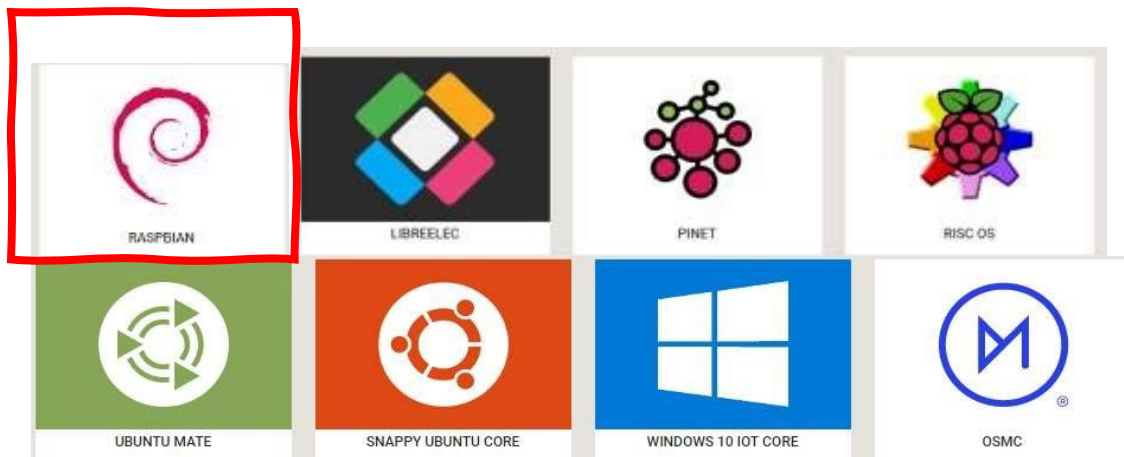 RASPBIAN
LIBREELEC
PINET
RISC OS
UBUNTU MATE
SNAPPY UBUNTU CORE
WINDOWS 10 IOT CORE
OSMC
®